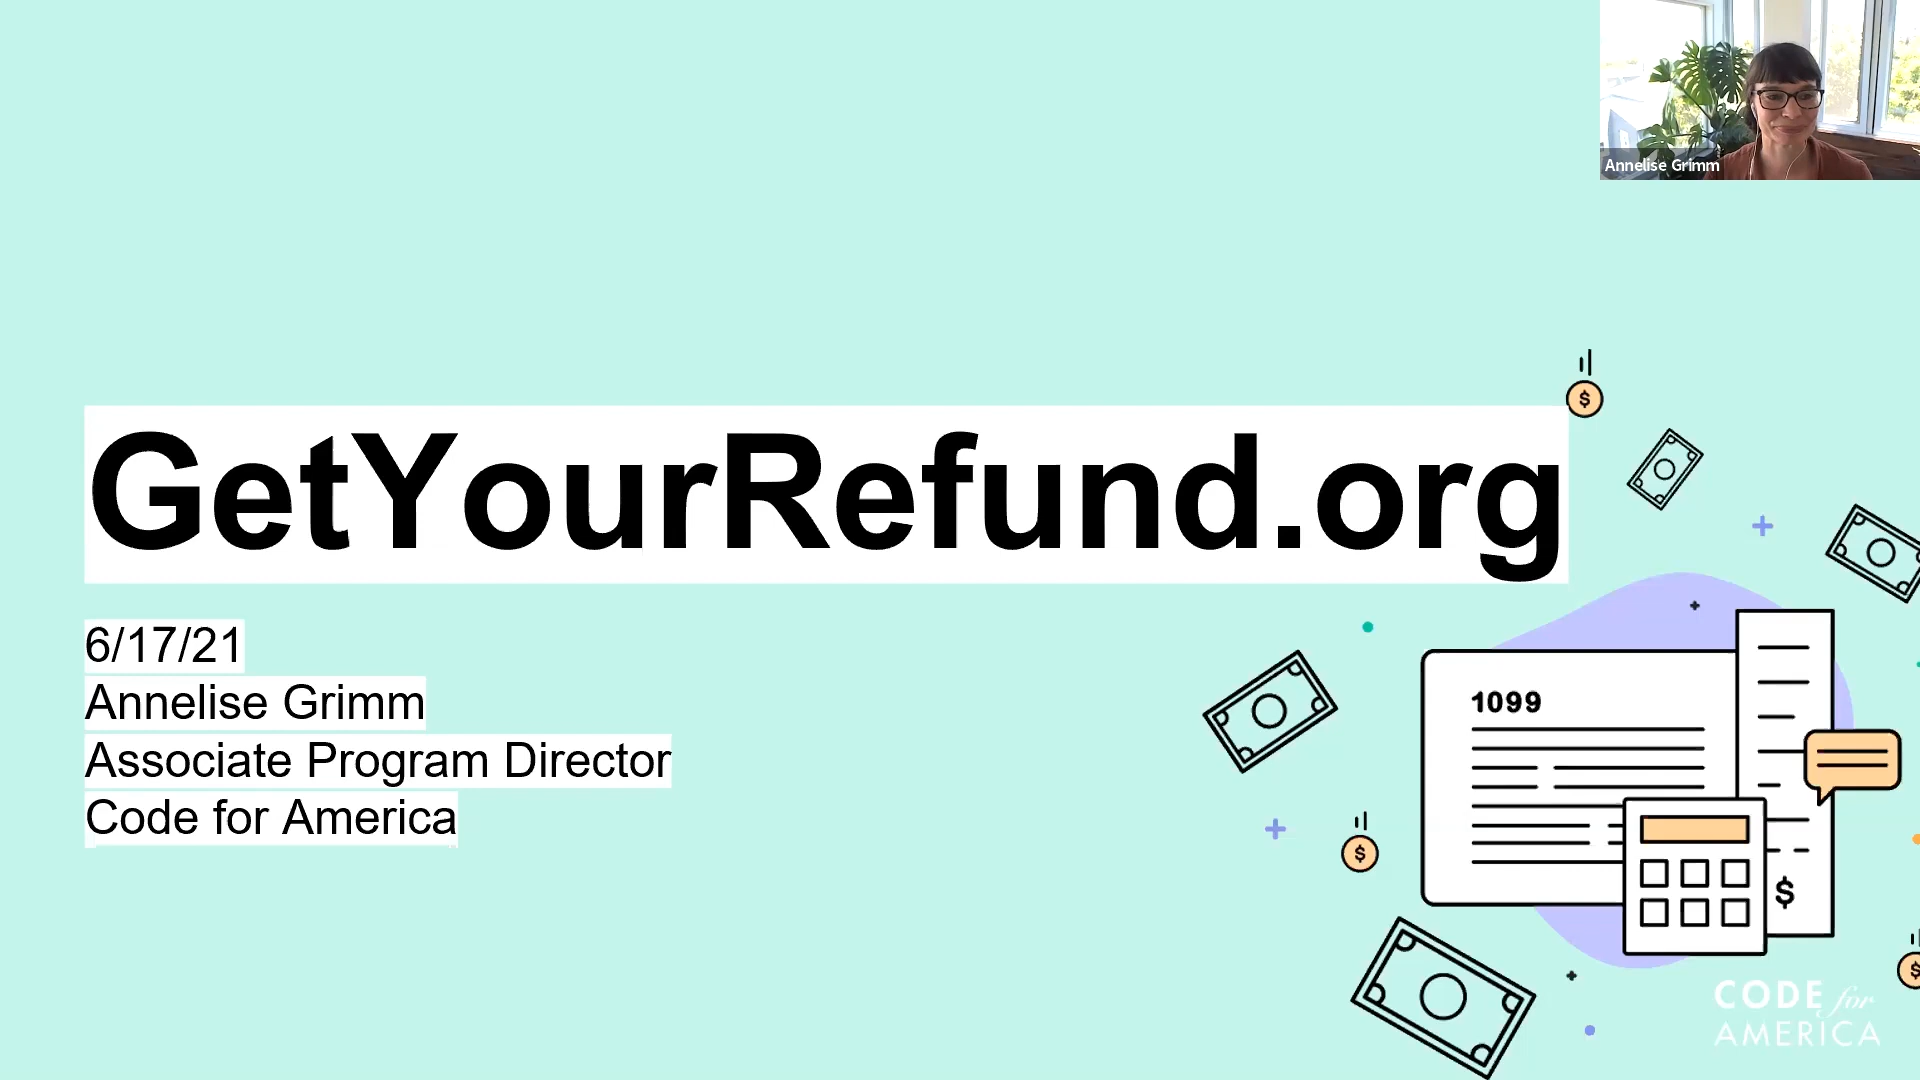 Annelise Grimm
GetYourRefund.org
6/17/21
Annelise Grimm
Associate Program Director
Code for America
1099
$
$
$
$
CODE for
AMERICA